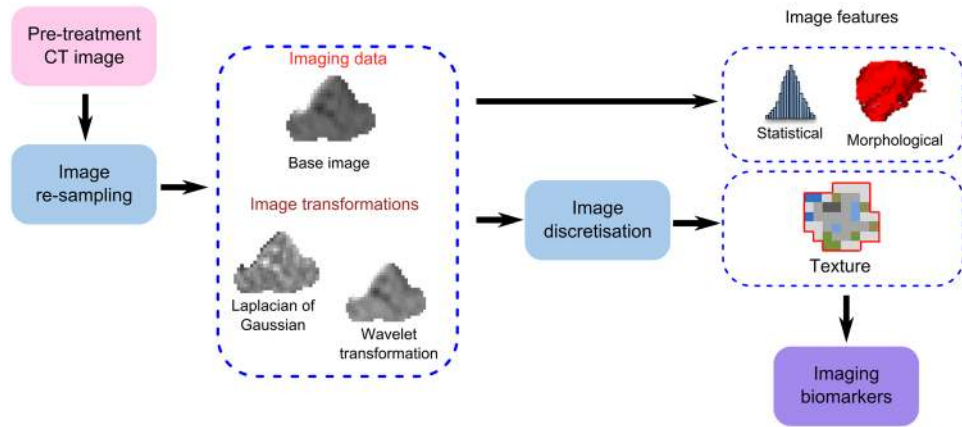 Pre-treatment
CT image
Image
re-sampling
Imaging data
Base image
Image transformations
Laplacian of
Gaussian
Wavelet
transformation
Image
discretisation
Image features
Statistical
Morphological
Texture
Imaging
biomarkers